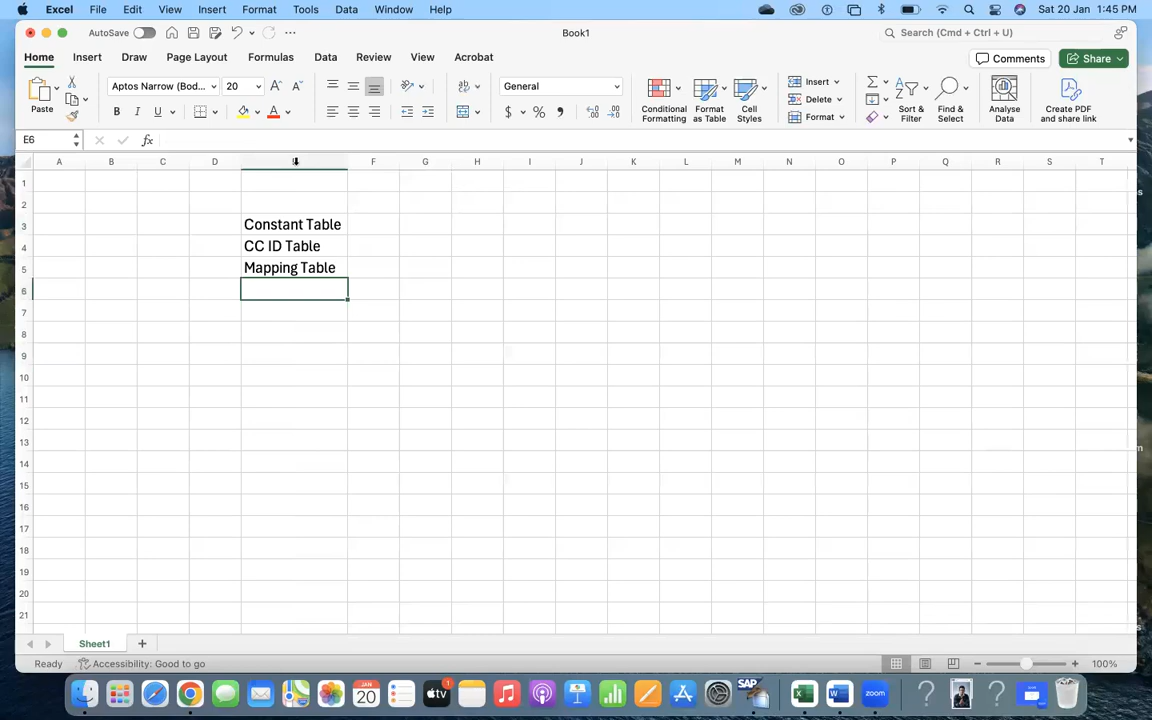 Excel File Edit View Insert Format Tools Data Window Help Sat 20 Jan 1:45 PM
AutoSave Book1 Search (Cmd + Ctrl + U)
Home Insert Draw Page Layout Formulas Data Review View Acrobat Comments Share
Paste Aptos Narrow (Bod... 20 General Conditional Formatting Format as Table Cell Styles Insert Delete Format Sort & Filter Find & Select Analyse Data Create PDF and share link
E6 fx
A B C D E F G H I J K L M N O P Q R S T
1
2
3 Constant Table
4 CC ID Table
5 Mapping Table
6
7
8
9
10
11
12
13
14
15
16
17
18
19
20
21
Sheet1
Ready Accessibility: Good to go 100%
20 tv SAP zoom